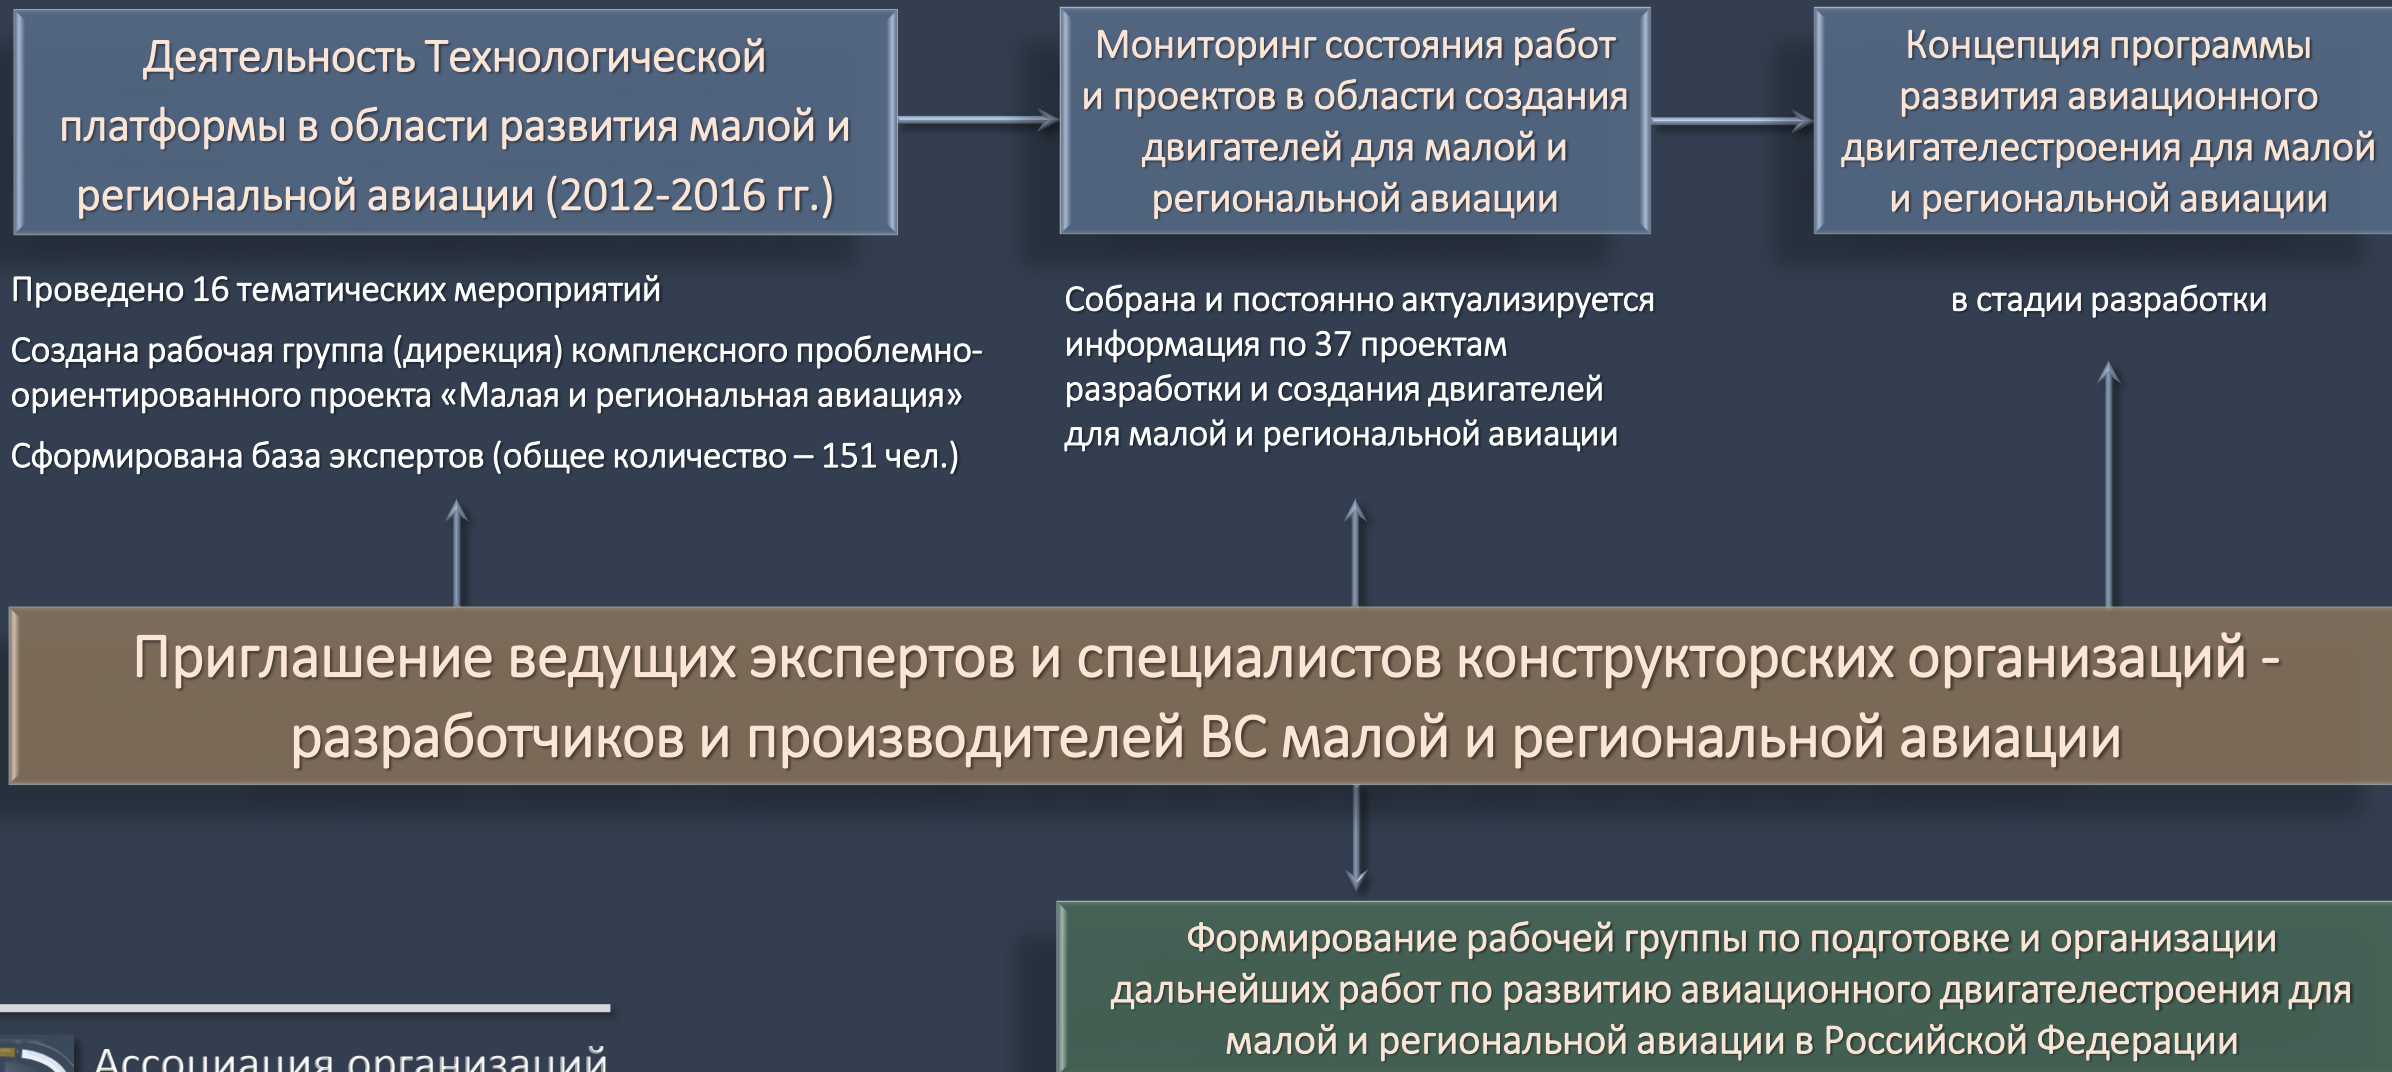 Деятельность Технологической
платформы в области развития малой и
региональной авиации (2012-2016 гг.)
Мониторинг состояния работ
и проектов в области создания
двигателей для малой и
региональной авиации
Концепция программы
развития авиационного
двигателестроения для малой
и региональной авиации
Проведено 16 тематических мероприятий
Создана рабочая группа (дирекция) комплексного проблемно-
ориентированного проекта «Малая и региональная авиация»
Сформирована база экспертов (общее количество – 151 чел.)
Собрана и постоянно актуализируется
информация по 37 проектам
разработки и создания двигателей
для малой и региональной авиации
в стадии разработки
Приглашение ведущих экспертов и специалистов конструкторских организаций -
разработчиков и производителей ВС малой и региональной авиации
Формирование рабочей группы по подготовке и организации
дальнейших работ по развитию авиационного двигателестроения для
малой и региональной авиации в Российской Федерации
Ассоциация организаций